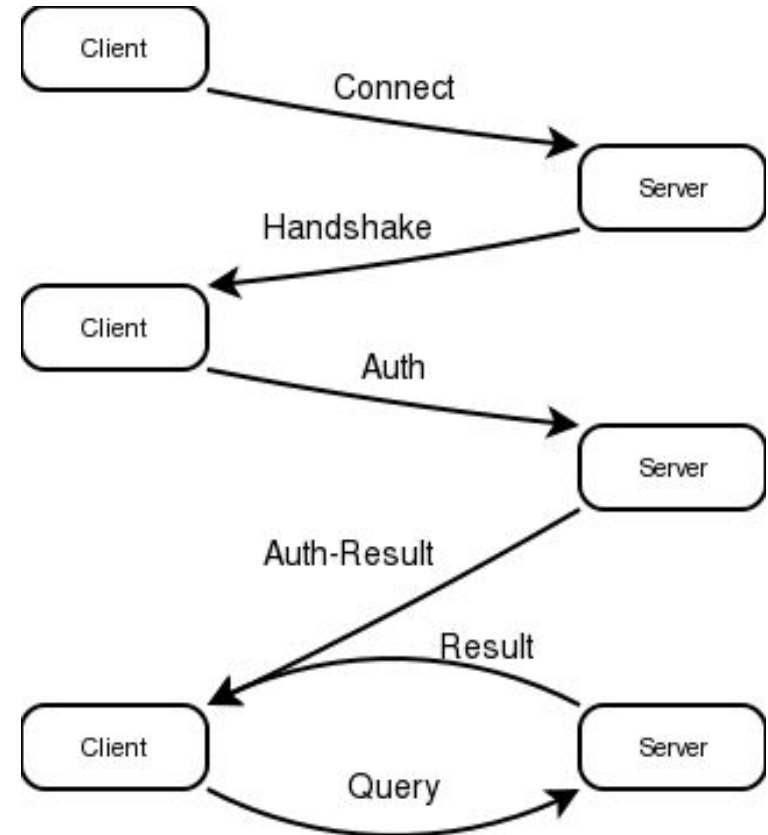 Client
Connect
Server
Handshake
Client
Auth
Server
Auth-Result
Result
Client
Server
Query